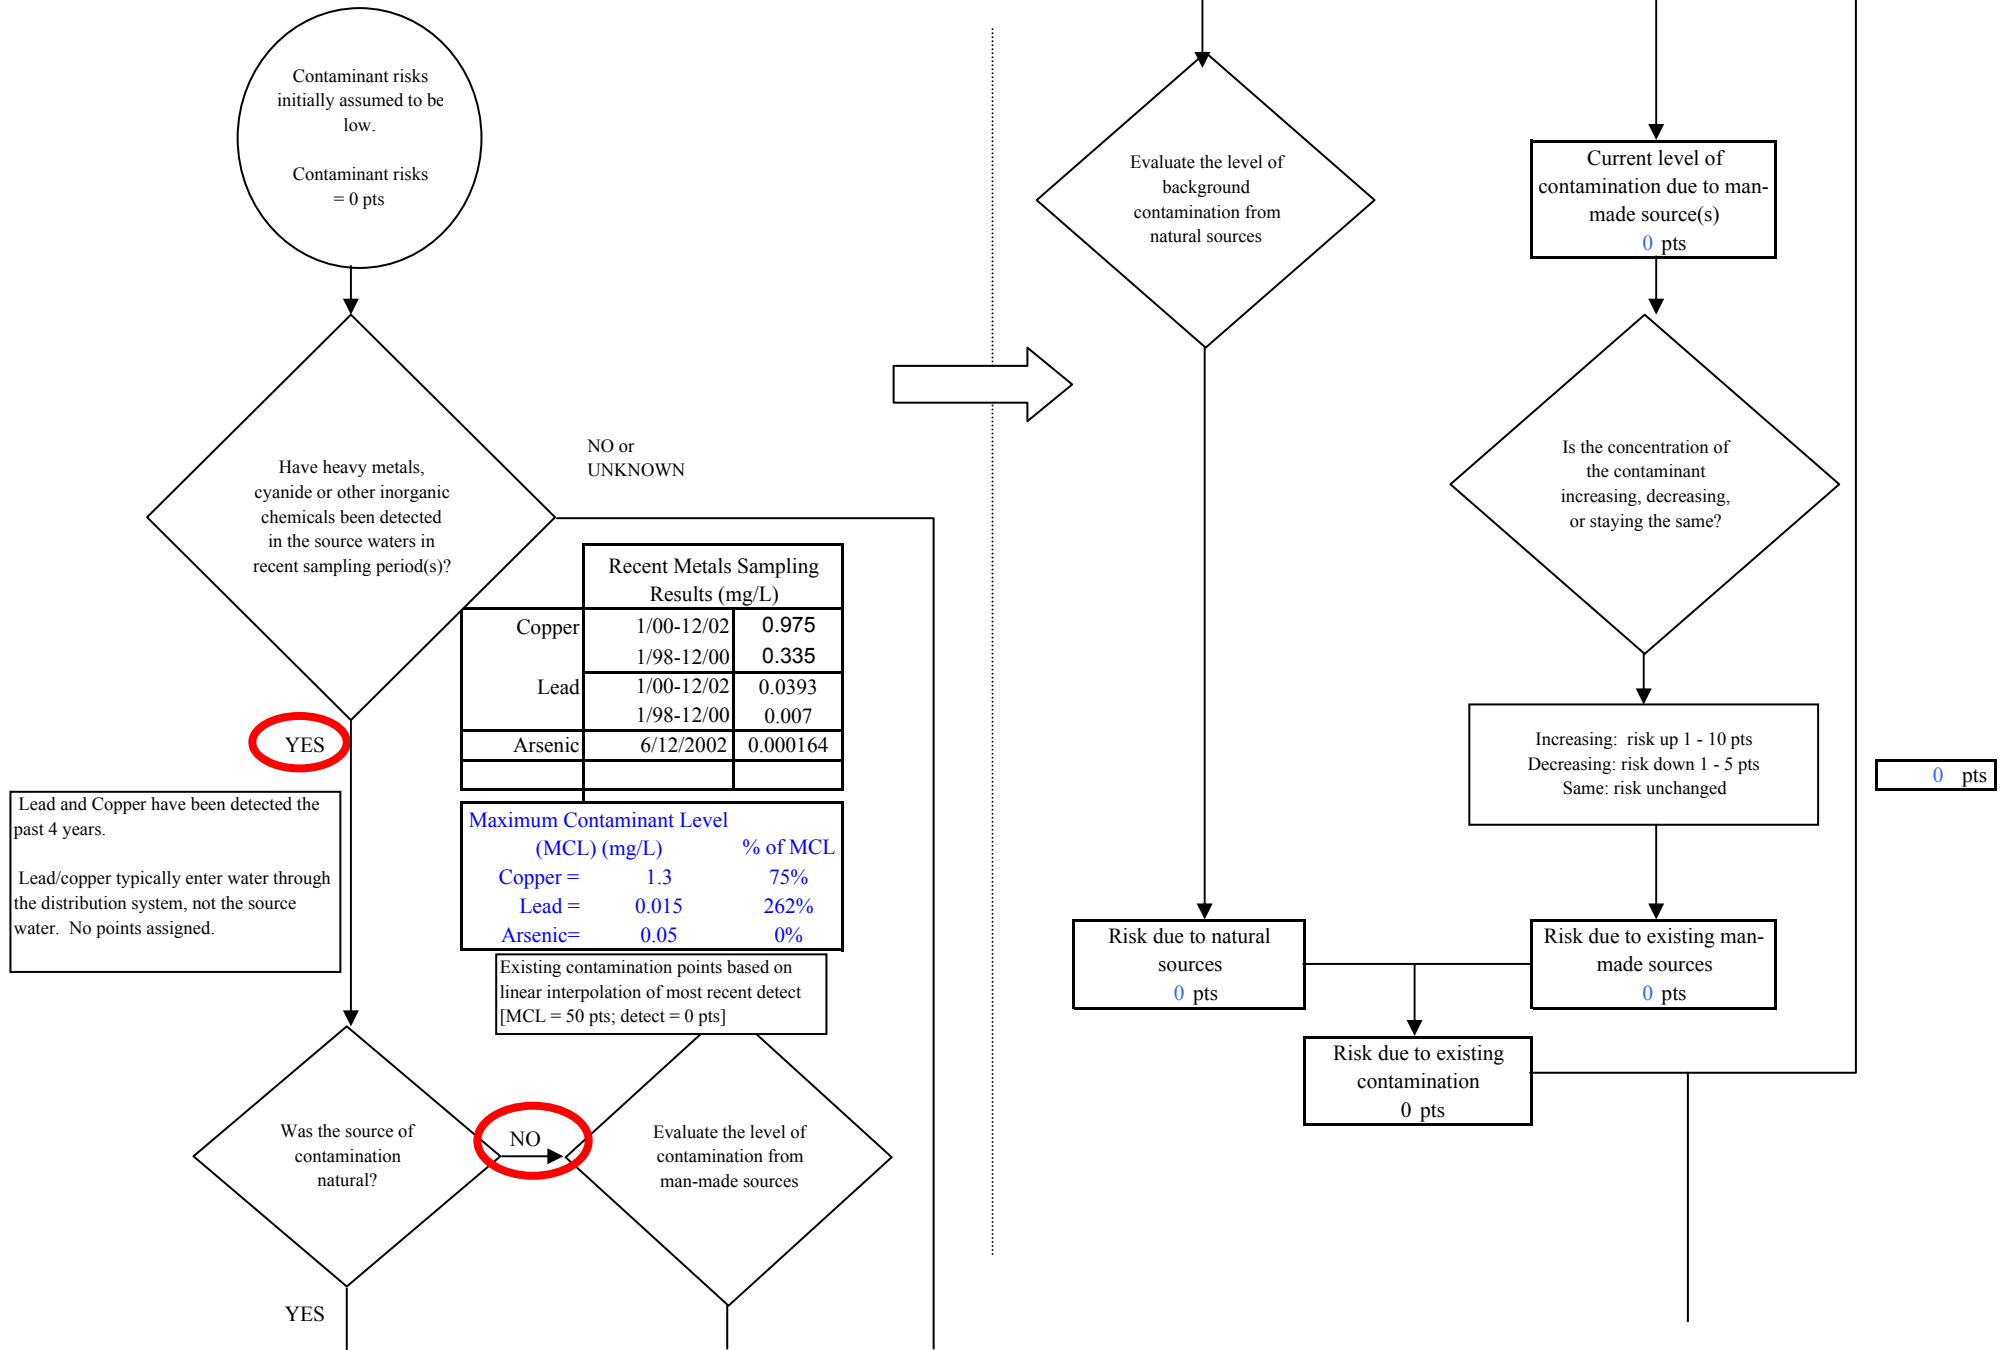 Contaminant risks
initially assumed to be
low.
Contaminant risks
= 0 pts
Have heavy metals,
cyanide or other inorganic
chemicals been detected
in the source waters in
recent sampling period(s)?
NO or
UNKNOWN
YES
Recent Metals Sampling
Results (mg/L)
Copper 1/00-12/02 0.975
1/98-12/00 0.335
Lead 1/00-12/02 0.0393
1/98-12/00 0.007
Arsenic 6/12/2002 0.000164
Lead and Copper have been detected the
past 4 years.
Lead/copper typically enter water through
the distribution system, not the source
water. No points assigned.
Maximum Contaminant Level
(MCL) (mg/L) % of MCL
Copper = 1.3 75%
Lead = 0.015 262%
Arsenic= 0.05 0%
Existing contamination points based on
linear interpolation of most recent detect
[MCL = 50 pts; detect = 0 pts]
Was the source of
contamination
natural?
NO
Evaluate the level of
contamination from
man-made sources
YES
Evaluate the level of
background
contamination from
natural sources
Current level of
contamination due to man-
made source(s)
0 pts
Is the concentration of
the contaminant
increasing, decreasing,
or staying the same?
Increasing: risk up 1 - 10 pts
Decreasing: risk down 1 - 5 pts
Same: risk unchanged
0 pts
Risk due to natural
sources
0 pts
Risk due to existing man-
made sources
0 pts
Risk due to existing
contamination
0 pts